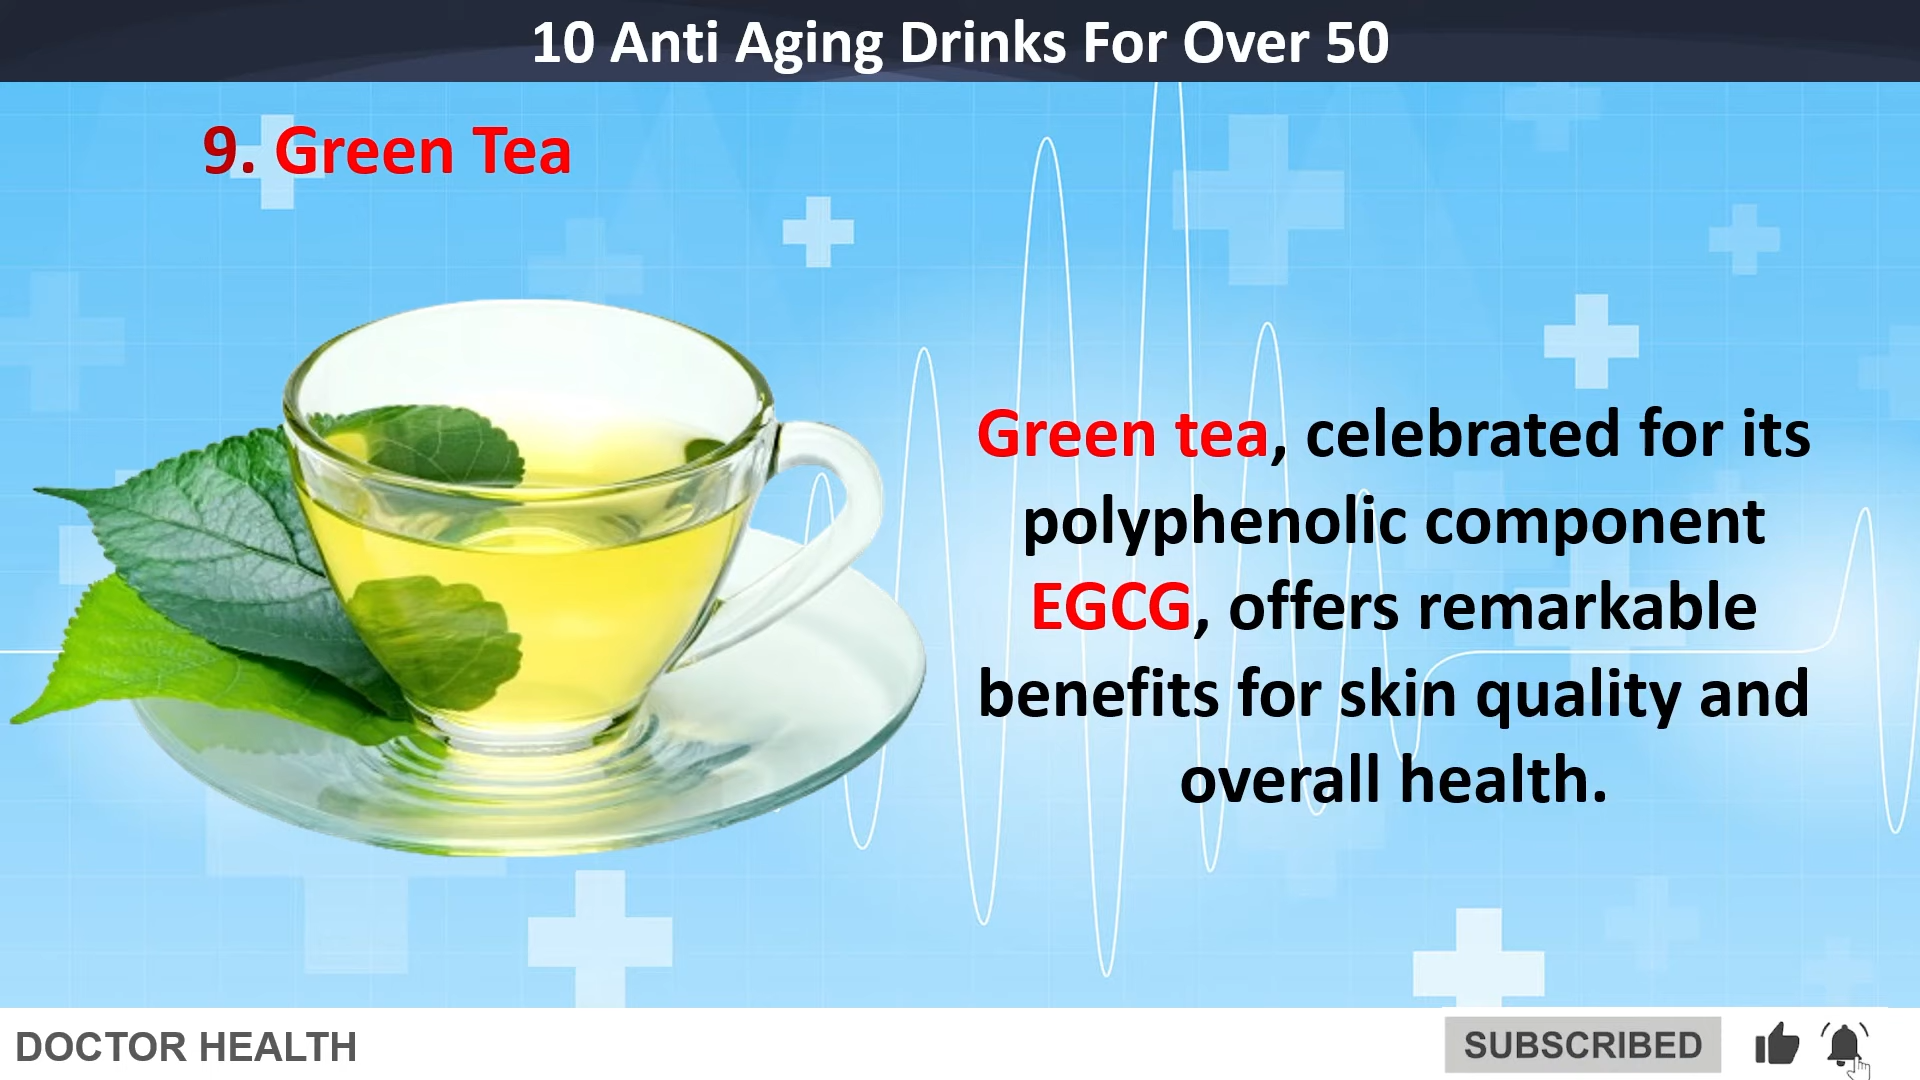 10 Anti Aging Drinks For Over 50
9. Green Tea
Green tea, celebrated for its
polyphenolic component
EGCG, offers remarkable
benefits for skin quality and
overall health.
DOCTOR HEALTH
SUBSCRIBED